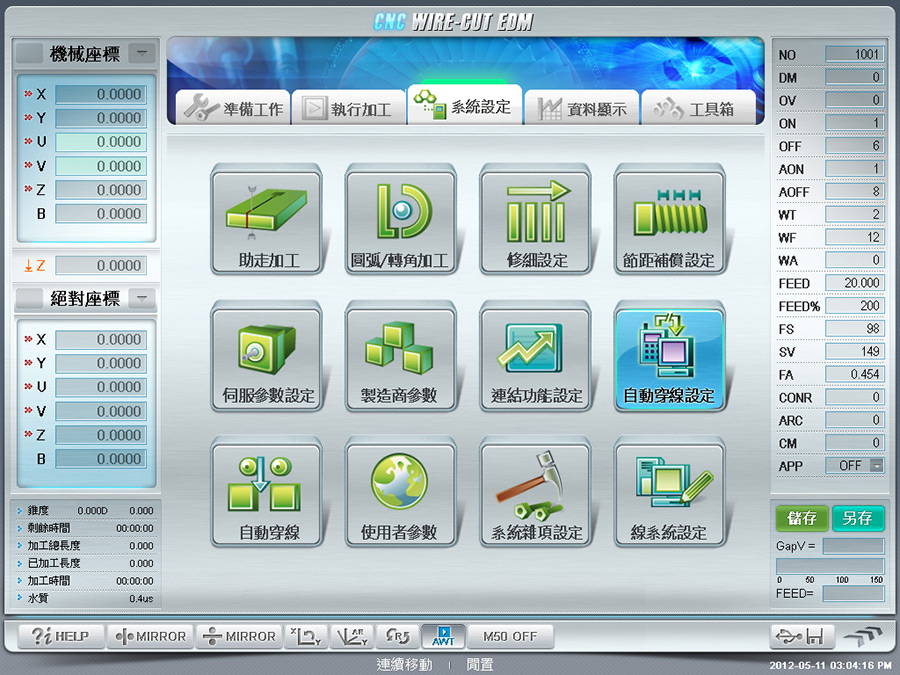 CNC WIRE-CUT EDM
機械座標
X 0.0000
Y 0.0000
U 0.0000
V 0.0000
Z 0.0000
B 0.0000
Z 0.0000
絕對座標
X 0.0000
Y 0.0000
U 0.0000
V 0.0000
Z 0.0000
B 0.0000
錐度 0.000D 0.000
剩餘時間 00:00:00
加工總長度 0.000
已加工長度 0.000
加工時間 00:00:00
水質 0.4us
準備工作 執行加工 系統設定 資料顯示 工具箱
助走加工 圓弧/轉角加工 修細設定 節距補償設定
伺服參數設定 製造商參數 連結功能設定 自動穿線設定
自動穿線 使用者參數 系統雜項設定 線系統設定
NO 1001
DM 0
OV 0
ON 1
OFF 6
AON 1
AOFF 8
WT 2
WF 12
WA 0
FEED 20.000
FEED% 200
FS 98
SV 149
FA 0.454
CONR 0
ARC 0
CM 0
APP OFF
儲存 另存
GapV =
0 50 100 150
FEED=
?i HELP MIRROR MIRROR X Y AR Y R5 AWT M50 OFF
連續移動 | 閒置
2012-05-11 03:04:16 PM